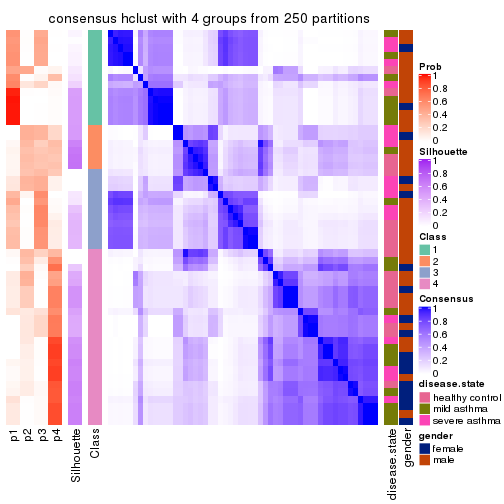 consensus hclust with 4 groups from 250 partitions
Prob
1
0.8
0.6
0.4
0.2
0
Silhouette
1
0.8
0.6
0.4
0.2
0
Class
1
2
3
4
Consensus
1
0.8
0.6
0.4
0.2
0
disease.state
healthy control
mild asthma
severe asthma
gender
female
male
p1
p2
p3
p4
Silhouette
Class
disease.state
gender